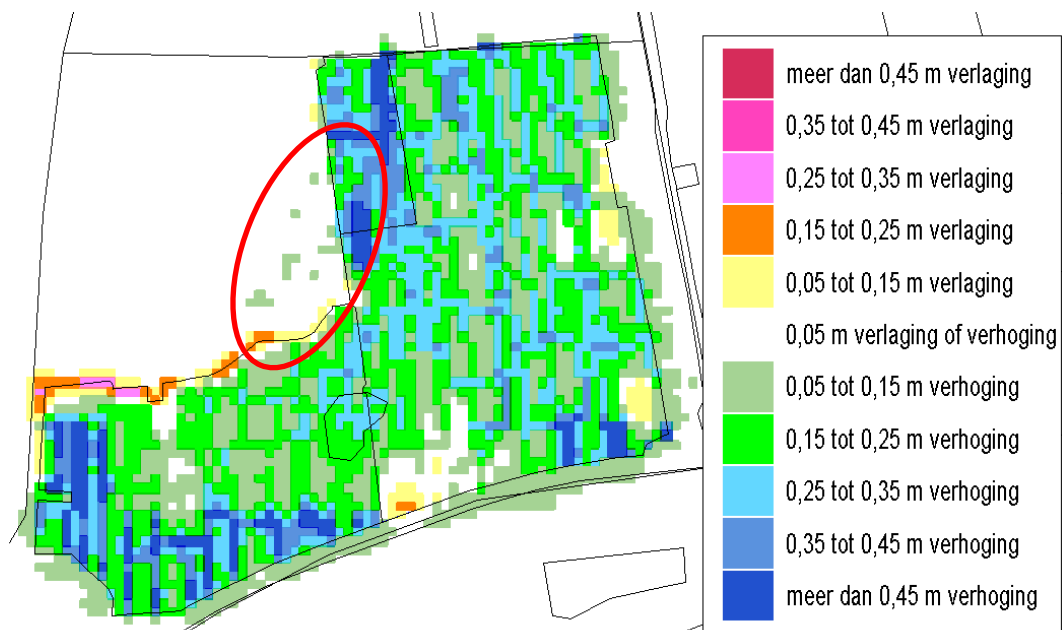 meer dan 0,45 m verlaging
0,35 tot 0,45 m verlaging
0,25 tot 0,35 m verlaging
0,15 tot 0,25 m verlaging
0,05 tot 0,15 m verlaging
0,05 m verlaging of verhoging
0,05 tot 0,15 m verhoging
0,15 tot 0,25 m verhoging
0,25 tot 0,35 m verhoging
0,35 tot 0,45 m verhoging
meer dan 0,45 m verhoging